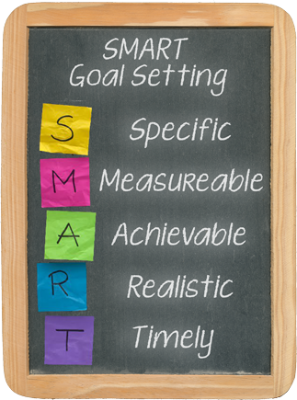 SMART
Goal Setting
S Specific
M Measureable
A Achievable
R Realistic
T Timely